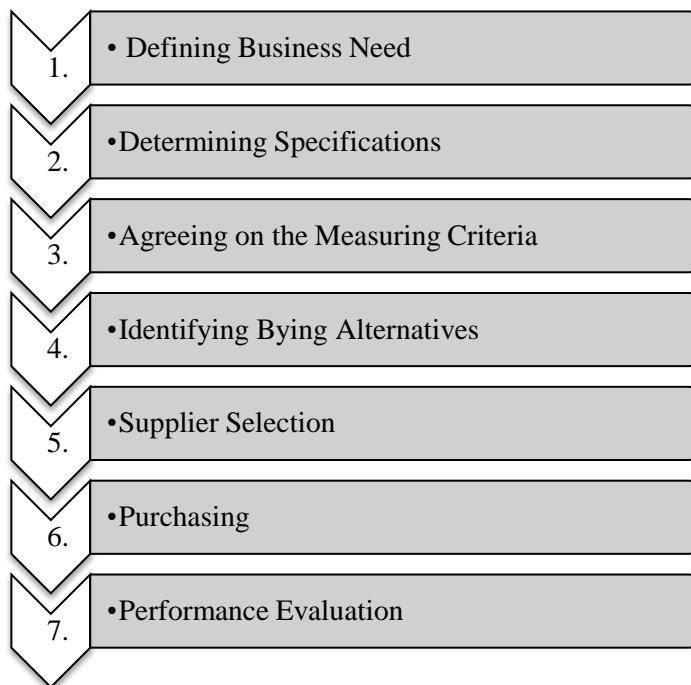 1. • Defining Business Need
2. •Determining Specifications
3. •Agreeing on the Measuring Criteria
4. •Identifying Bying Alternatives
5. •Supplier Selection
6. •Purchasing
7. •Performance Evaluation